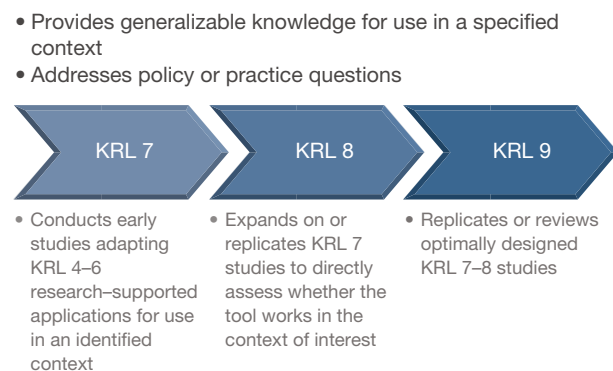 • Provides generalizable knowledge for use in a specified
context
• Addresses policy or practice questions
KRL 7
KRL 8
KRL 9
• Conducts early
studies adapting
KRL 4–6
research–supported
applications for use
in an identified
context
• Expands on or
replicates KRL 7
studies to directly
assess whether the
tool works in the
context of interest
• Replicates or reviews
optimally designed
KRL 7–8 studies